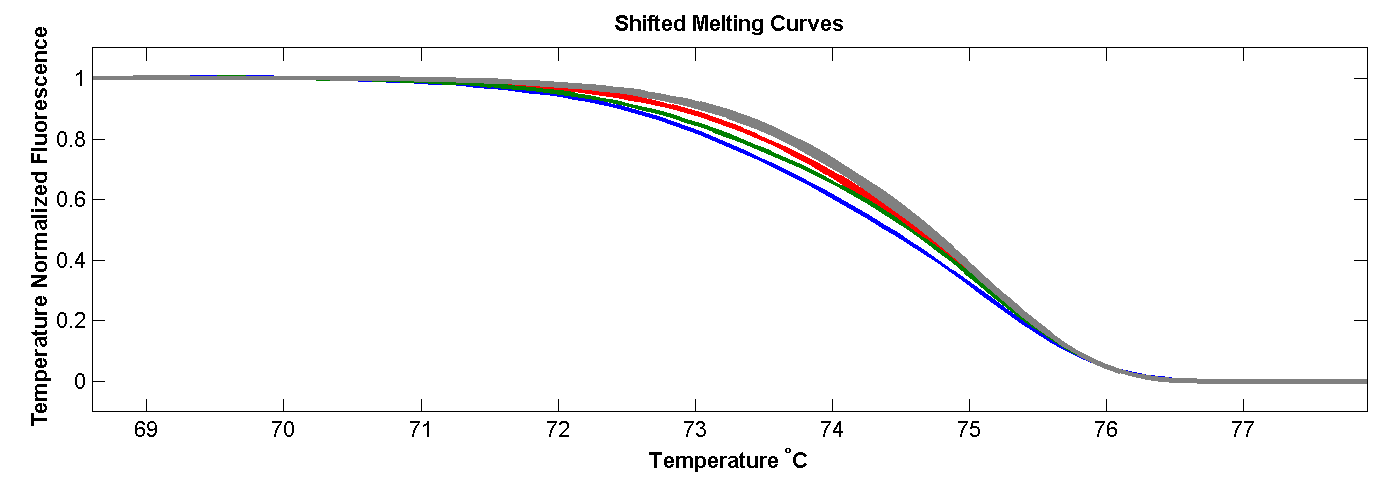 Shifted Melting Curves
Temperature Normalized Fluorescence
1
0.8
0.6
0.4
0.2
0
69 70 71 72 73 74 75 76 77
Temperature °C